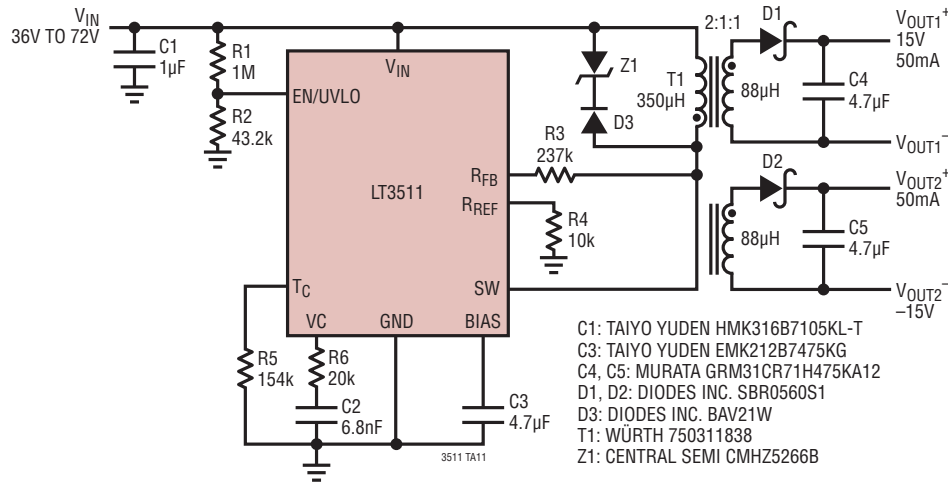 VIN
36V TO 72V
C1
1µF
R1
1M
R2
43.2k
VIN
EN/UVLO
LT3511
RFB
RREF
TC
SW
VC
GND
BIAS
Z1
D3
R3
237k
R4
10k
T1
350µH
2:1:1
D1
88µH
C4
4.7µF
VOUT1+
15V
50mA
VOUT1–
D2
88µH
C5
4.7µF
VOUT2+
50mA
VOUT2–
–15V
R5
154k
R6
20k
C2
6.8nF
C3
4.7µF
3511 TA11
C1: TAIYO YUDEN HMK316B7105KL-T
C3: TAIYO YUDEN EMK212B7475KG
C4, C5: MURATA GRM31CR71H475KA12
D1, D2: DIODES INC. SBR0560S1
D3: DIODES INC. BAV21W
T1: WÜRTH 750311838
Z1: CENTRAL SEMI CMHZ5266B